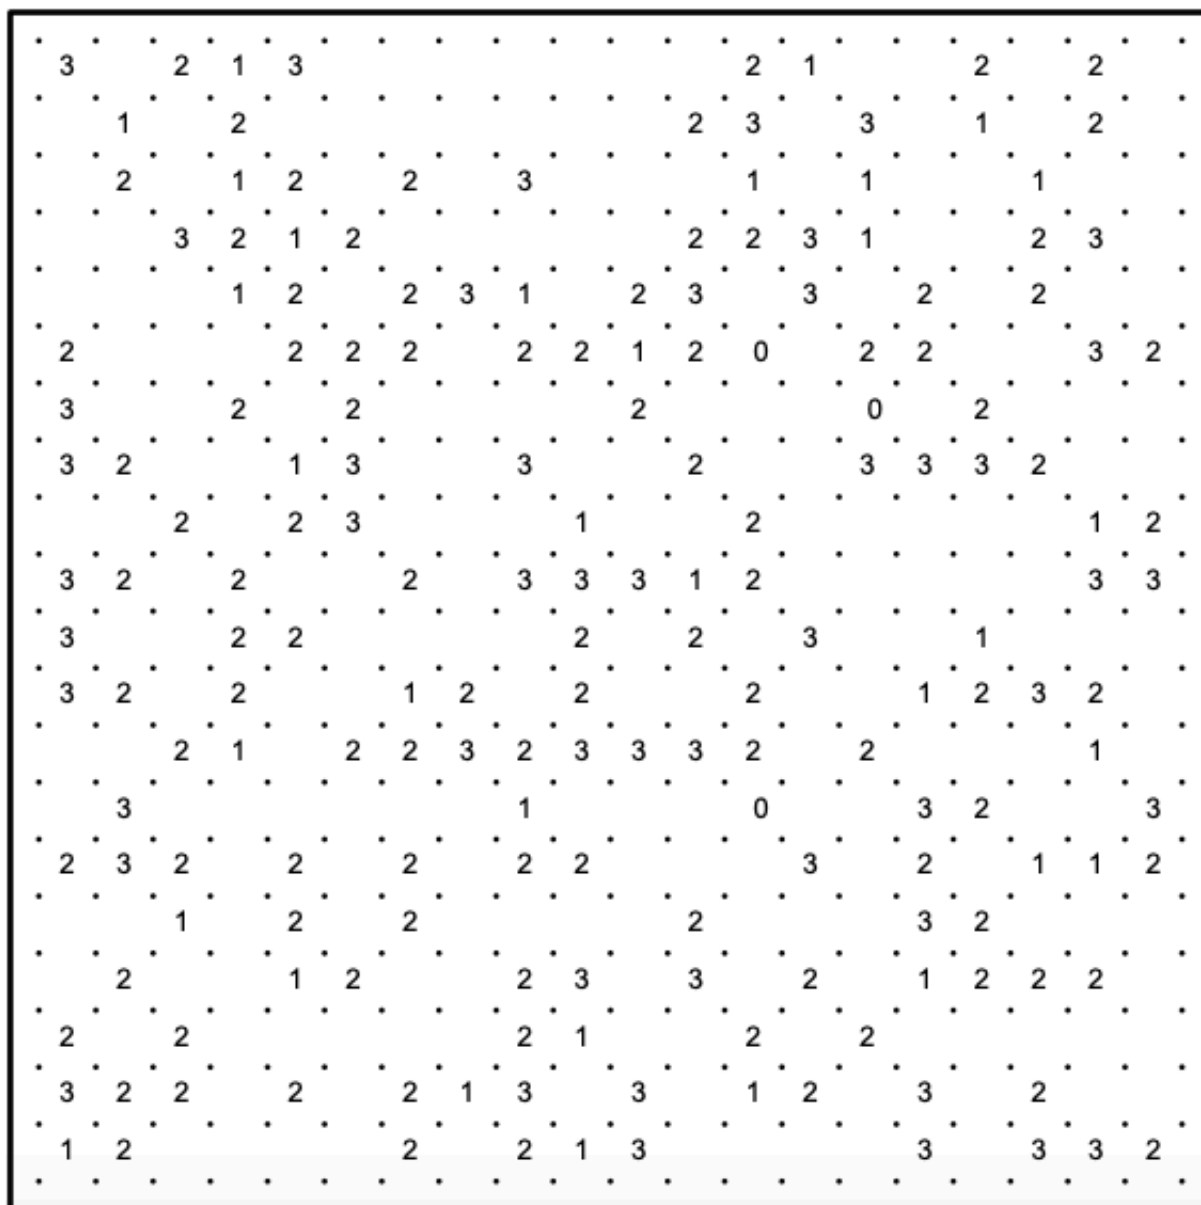 3 2 1 3 2 1 2 2
1 2 2 3 3 1 2
2 1 2 2 3 1 1 1
3 2 1 2 2 2 3 1 2 3
1 2 2 3 1 2 3 3 2 2
2 2 2 2 2 2 1 2 0 2 2 3 2
3 2 2 2 0 2
3 2 1 3 3 2 3 3 3 2
2 2 3 1 2 1 2
3 2 2 2 3 3 3 1 2 3 3
3 2 2 2 2 3 1
3 2 2 1 2 2 2 1 2 3 2
2 1 2 2 3 2 3 3 3 2 2 1
3 1 0 3 2 3
2 3 2 2 2 2 2 3 2 1 1 2
1 2 2 2 3 2
2 1 2 2 3 3 2 1 2 2 2
2 2 2 1 2 2
3 2 2 2 2 1 3 3 1 2 3 2
1 2 2 2 1 3 3 3 3 2